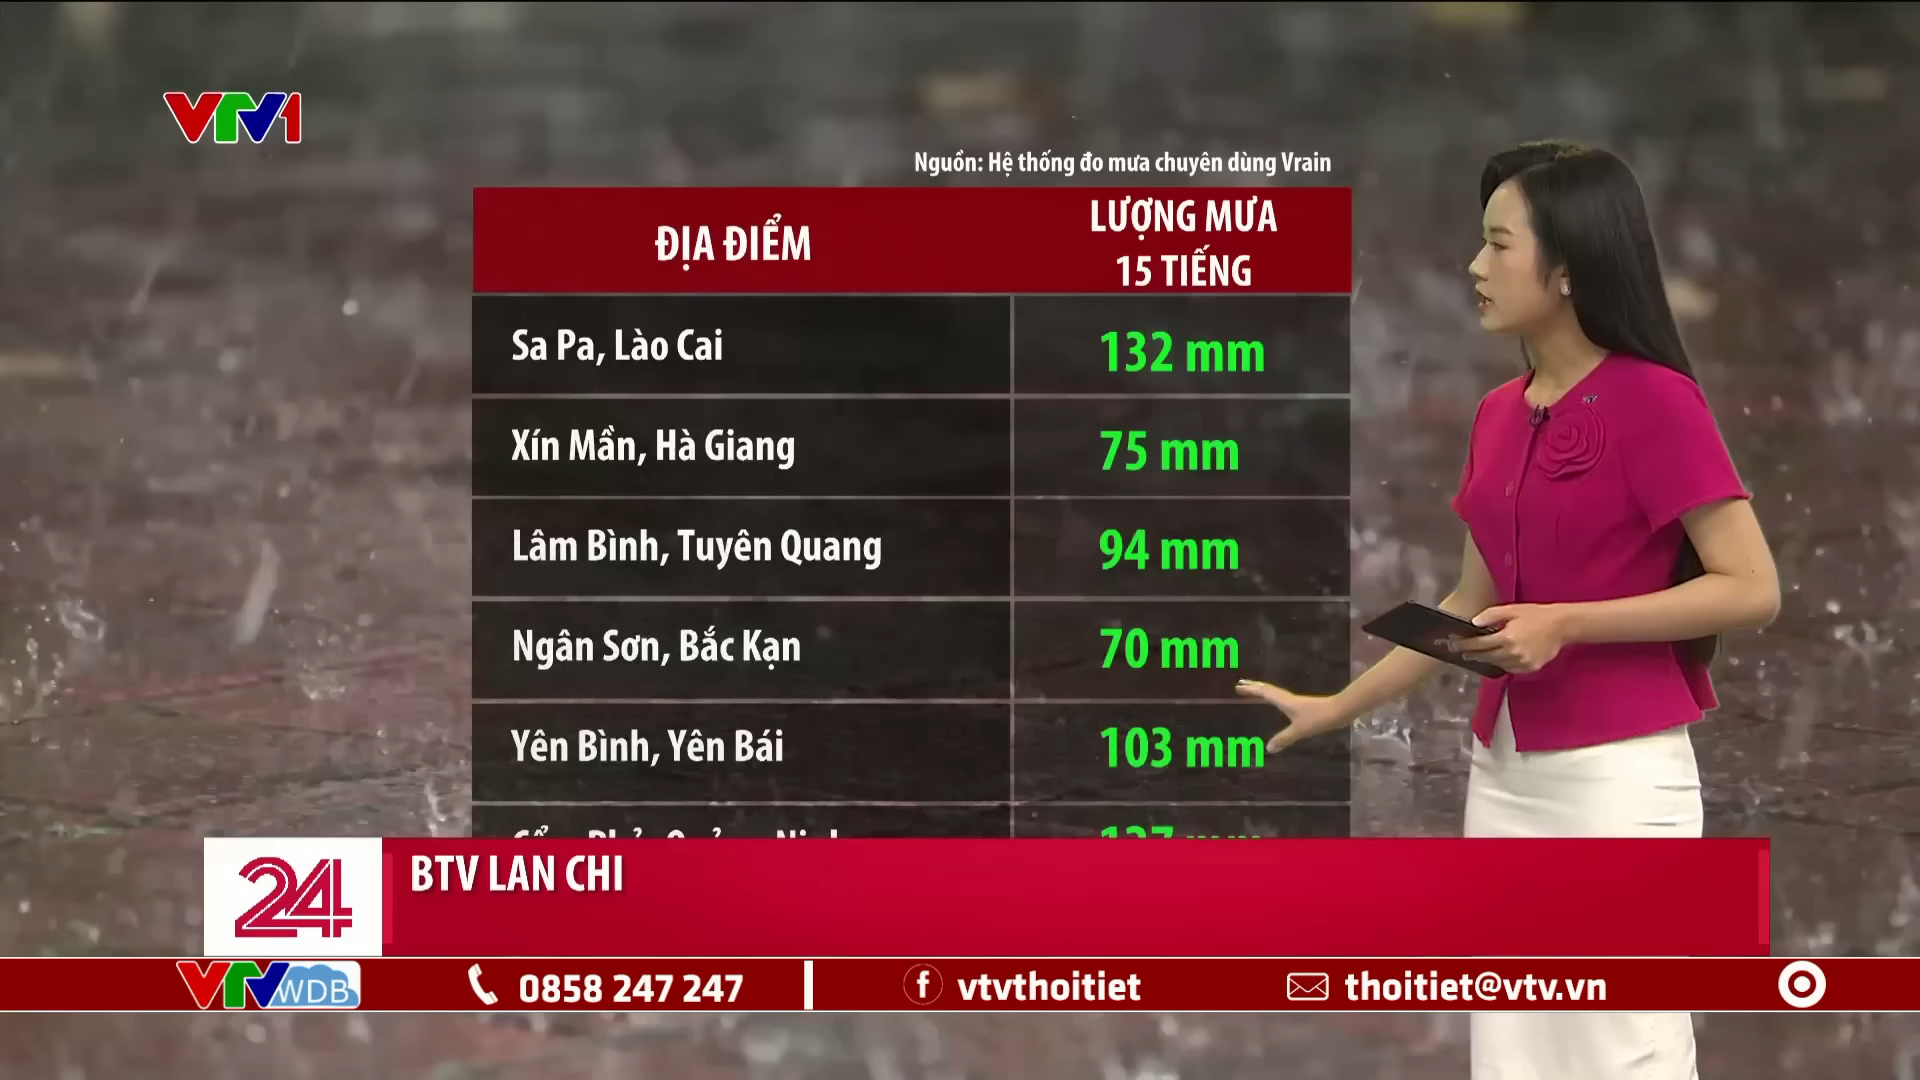 VTV1
Nguồn: Hệ thống đo mưa chuyên dùng Vrain
ĐỊA ĐIỂM
LƯỢNG MƯA
15 TIẾNG
Sa Pa, Lào Cai
132 mm
Xín Mần, Hà Giang
75 mm
Lâm Bình, Tuyên Quang
94 mm
Ngân Sơn, Bắc Kạn
70 mm
Yên Bình, Yên Bái
103 mm
24
BTV LAN CHI
VTV WDB
0858 247 247
vtvthoitiet
thoitiet@vtv.vn